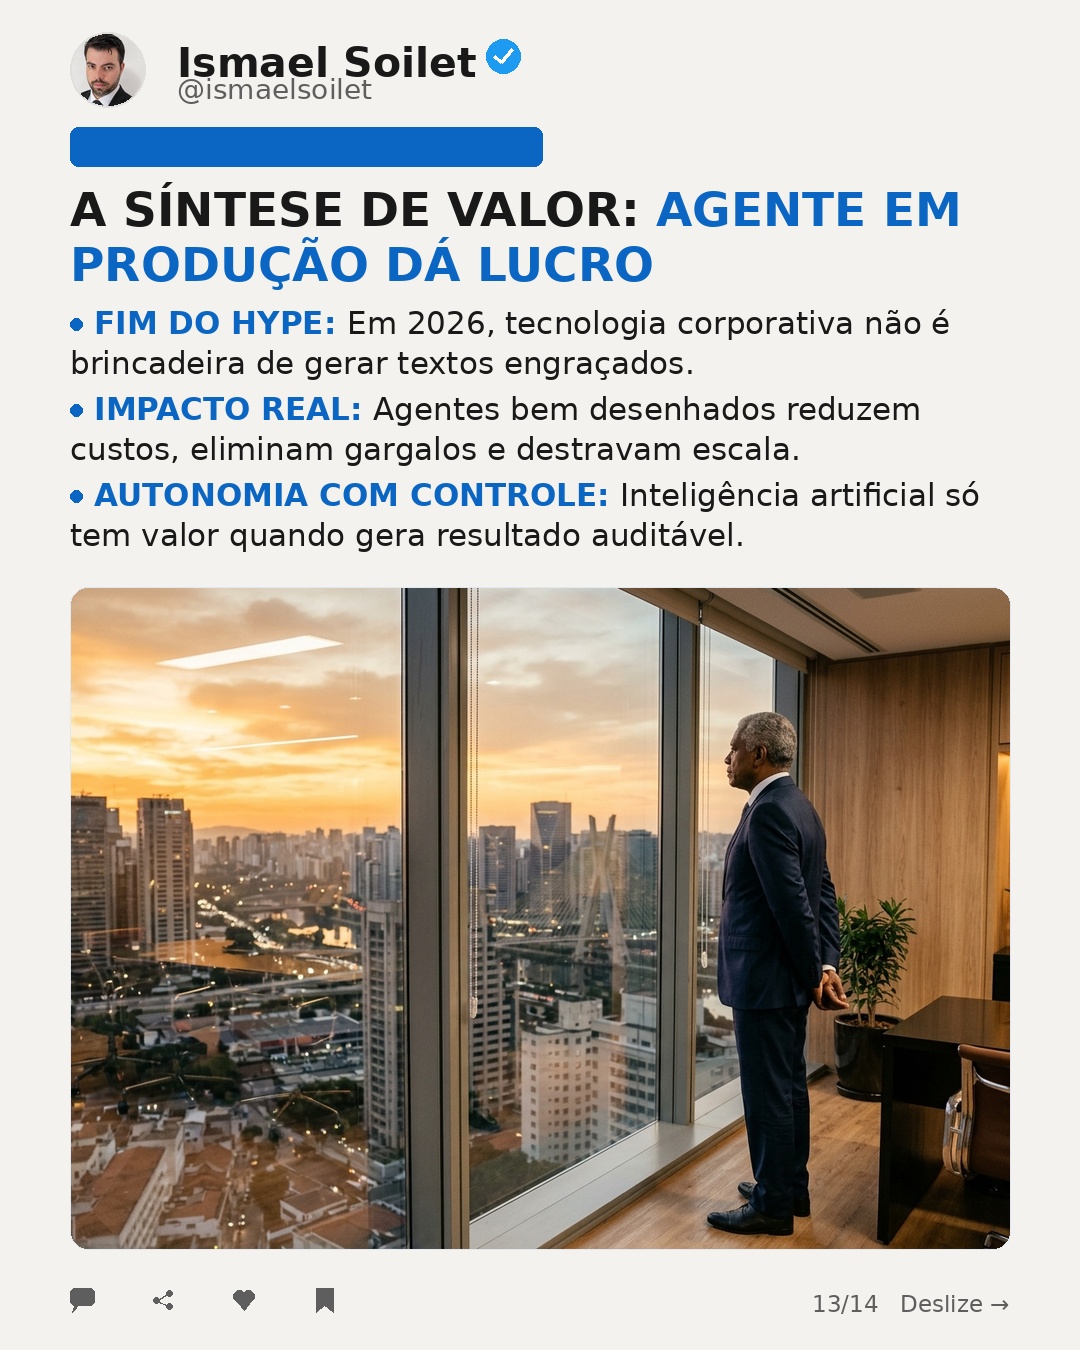 Ismael Soilet
@ismaelsoilet
A SÍNTESE DE VALOR: AGENTE EM
PRODUÇÃO DÁ LUCRO
• FIM DO HYPE: Em 2026, tecnologia corporativa não é
brincadeira de gerar textos engraçados.
• IMPACTO REAL: Agentes bem desenhados reduzem
custos, eliminam gargalos e destravam escala.
• AUTONOMIA COM CONTROLE: Inteligência artificial só
tem valor quando gera resultado auditável.
13/14 Deslize →